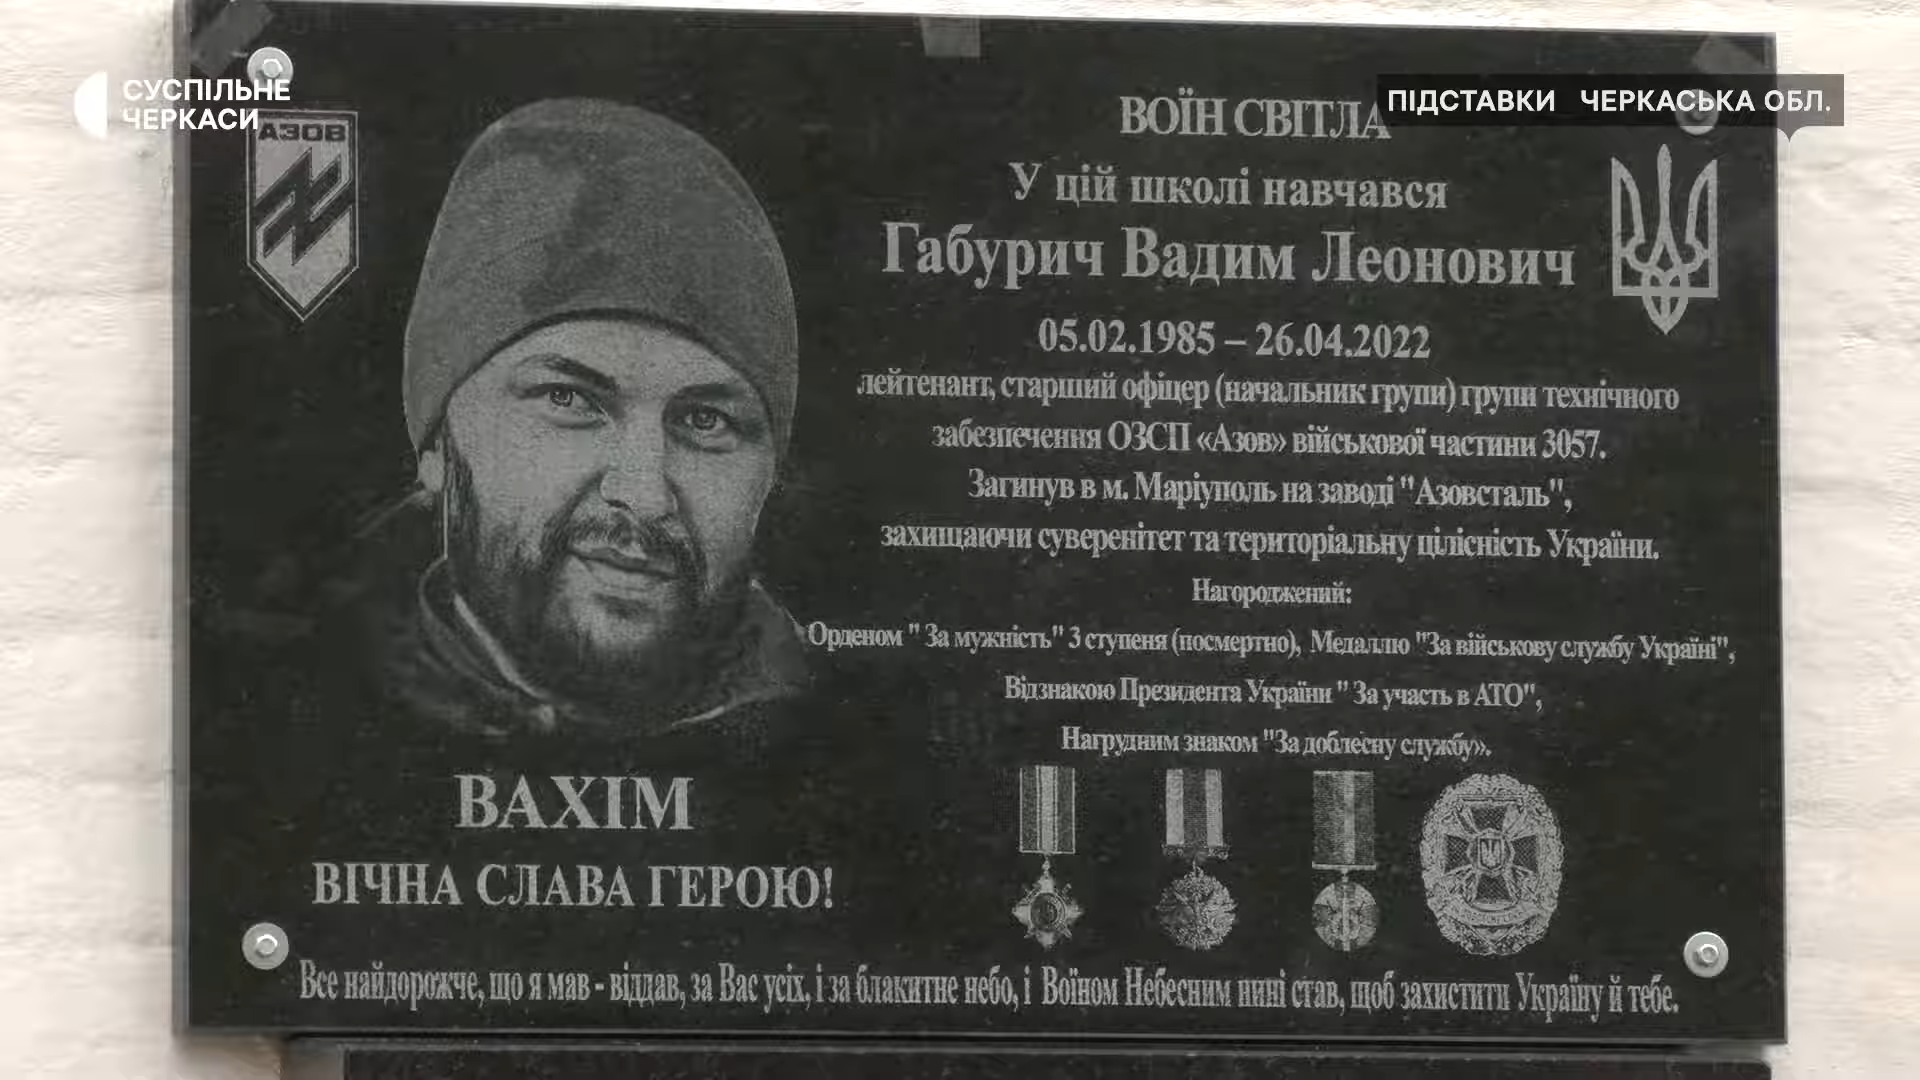 СУСПІЛЬНЕ
ЧЕРКАСИ
ПІДСТАВКИ ЧЕРКАСЬКА ОБЛ.
АЗОВ
ВОЇН СВІТЛА
У цій школі навчався
Габурич Вадим Леонович
05.02.1985 – 26.04.2022
лейтенант, старший офіцер (начальник групи) групи технічного
забезпечення ОЗСП «Азов» військової частини 3057.
Загинув в м. Маріуполь на заводі "Азовсталь",
захищаючи суверенітет та територіальну цілісність України.
Нагороджений:
Орденом " За мужність" 3 ступеня (посмертно), Медаллю "За військову службу Україні",
Відзнакою Президента України " За участь в АТО",
Нагрудним знаком "За доблесну службу».
ВАХІМ
ВІЧНА СЛАВА ГЕРОЮ!
Все найдорожче, що я мав - віддав, за Вас усіх, і за блакитне небо, і Воїном Небесним нині став, щоб захистити Україну й тебе.